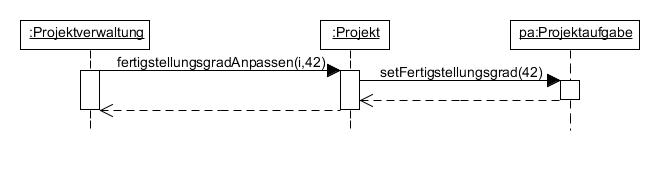 :Projektverwaltung
:Projekt
pa:Projektaufgabe
fertigstellungsgradAnpassen(i,42)
setFertigstellungsgrad(42)